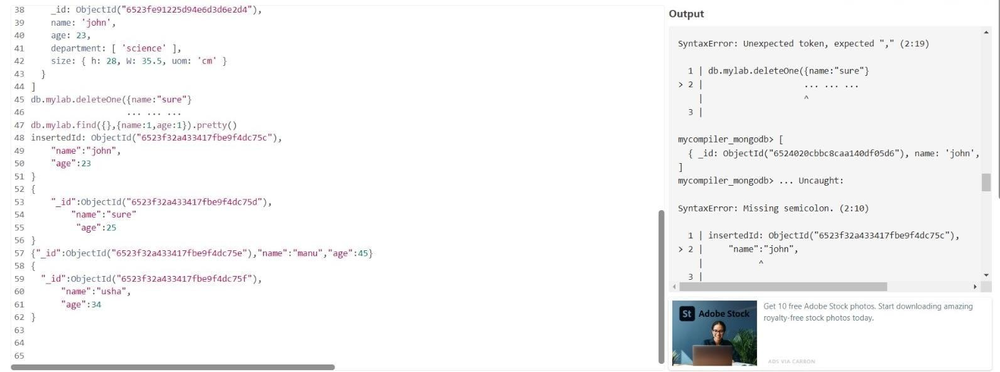 38 _id: ObjectId("6523fe91225d94e6d3d6e2d4"),
39 name: 'john',
40 age: 23,
41 department: [ 'science' ],
42 size: { h: 28, W: 35.5, uom: 'cm' }
43 }
44 ]
45 db.mylab.deleteOne({name:"sure"}
46 ... ... ...
47 db.mylab.find({},{name:1,age:1}).pretty()
48 insertedId: ObjectId("6523f32a433417fbe9f4dc75c"),
49 "name":"john",
50 "age":23
51 }
52 {
53 "_id":ObjectId("6523f32a433417fbe9f4dc75d"),
54 "name":"sure"
55 "age":25
56 }
57 {"_id":ObjectId("6523f32a433417fbe9f4dc75e"),"name":"manu","age":45}
58 {
59 "_id":ObjectId("6523f32a433417fbe9f4dc75f"),
60 "name":"usha",
61 "age":34
62 }
63
64
65
Output
SyntaxError: Unexpected token, expected "," (2:19)
1 | db.mylab.deleteOne({name:"sure"}
> 2 | ... ... ...
| ^
3 |
mycompiler_mongodb> [
{ _id: ObjectId("6524020cbbc8caa140df05d6"), name: 'john',
]
mycompiler_mongodb> ... Uncaught:
SyntaxError: Missing semicolon. (2:10)
1 | insertedId: ObjectId("6523f32a433417fbe9f4dc75c"),
> 2 | "name":"john",
| ^
3 |
St Adobe Stock
Get 10 free Adobe Stock photos. Start downloading amazing
royalty-free stock photos today.
ADS VIA CARBON